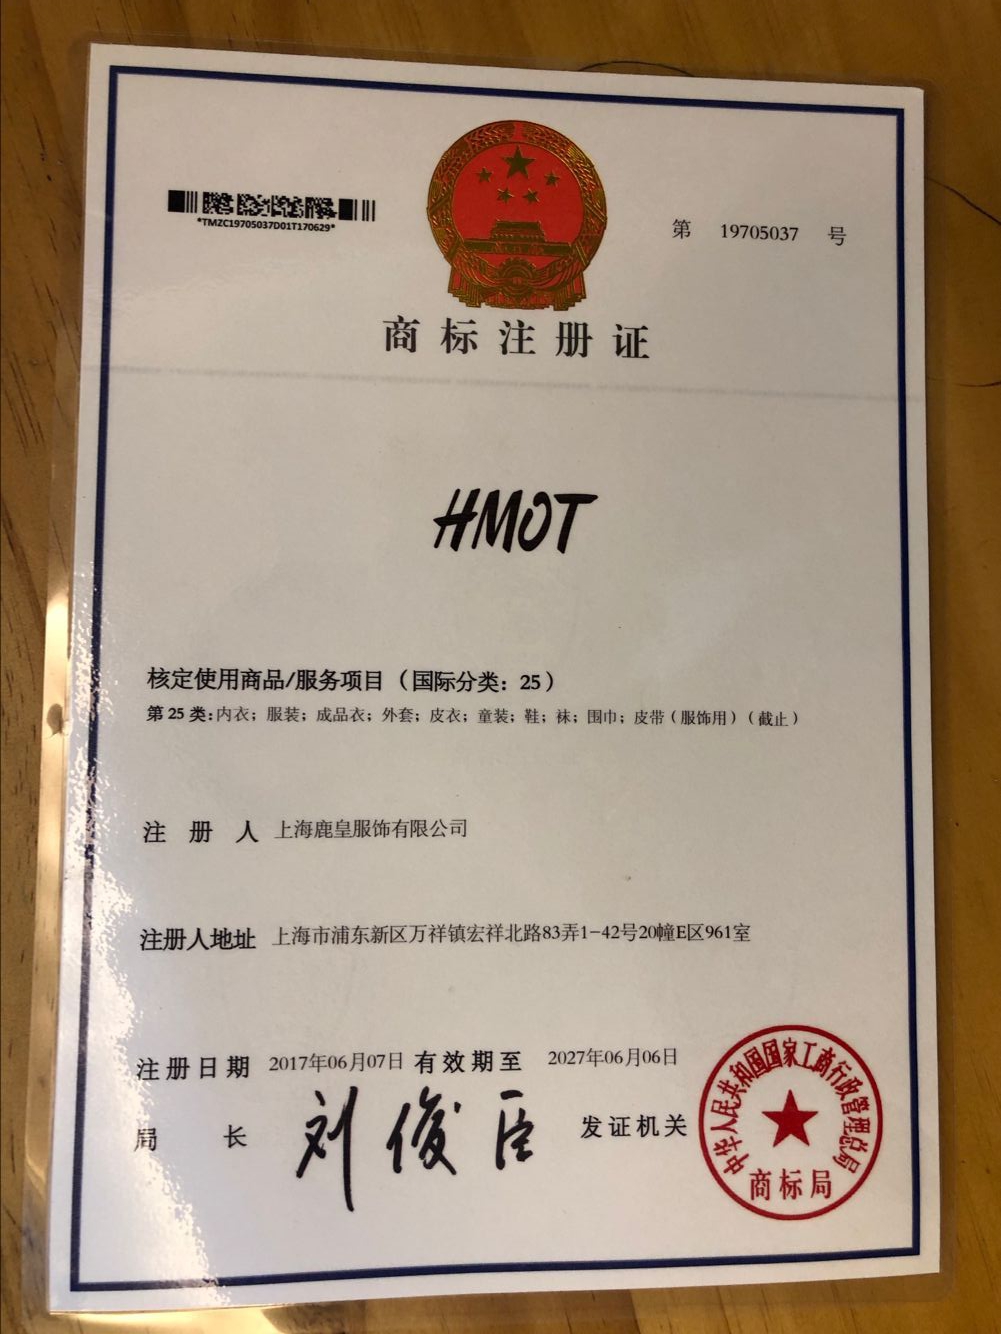 *TMZC19705037D01T170629*
第 19705037 号
商标注册证
HMOT
核定使用商品/服务项目（国际分类：25）
第 25 类:内衣；服装；成品衣；外套；皮衣；童装；鞋；袜；围巾；皮带（服饰用）（截止）
注 册 人 上海鹿皇服饰有限公司
注册人地址 上海市浦东新区万祥镇宏祥北路83弄1-42号20幢E区961室
注册日期 2017年06月07日 有效期至 2027年06月06日
局 长 刘俊臣 发证机关
中华人民共和国国家工商行政管理总局
商标局